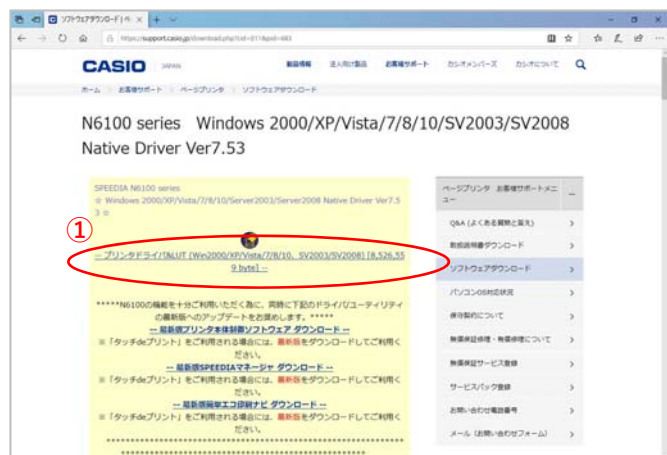 ソフトウェアダウンロード | ペ
https://support.casio.jp/download.php?cid=011&pid=683
CASIO
JAPAN
製品情報
法人向け製品
お客様サポート
カシオメンバーズ
カシオについて
ホーム
お客様サポート
ページプリンタ
ソフトウェアダウンロード
N6100 series Windows 2000/XP/Vista/7/8/10/SV2003/SV2008
Native Driver Ver7.53
SPEEDIA N6100 series
☆ Windows 2000/XP/Vista/7/8/10/Server2003/Server2008 Native Driver Ver7.5
3 ☆
①
-- プリンタドライバ&LUT (Win2000/XP/Vista/7/8/10、SV2003/SV2008) [8,526,55
9 byte] --
*****N6100の機能を十分ご利用いただく為に、同時に下記のドライバ/ユーティリティ
の最新版へのアップデートをお奨めします。*****
-- 最新版プリンタ本体制御ソフトウェア ダウンロード --
※「タッチdeプリント」をご利用される場合には、最新版をダウンロードしてご利用く
ださい。
-- 最新版SPEEDIAマネージャ ダウンロード --
※「タッチdeプリント」をご利用される場合には、最新版をダウンロードしてご利用く
ださい。
-- 最新版簡単エコ印刷ナビ ダウンロード --
※「タッチdeプリント」をご利用される場合には、最新版をダウンロードしてご利用く
ださい。
ページプリンタ お客様サポートメニ
ュー
Q&A (よくある質問と答え)
取扱説明書ダウンロード
ソフトウェアダウンロード
パソコンOS対応状況
保守契約について
無償保証修理・有償修理について
無償保証サービス登録
サービスパック登録
お問い合わせ電話番号
メール (お問い合わせフォーム)